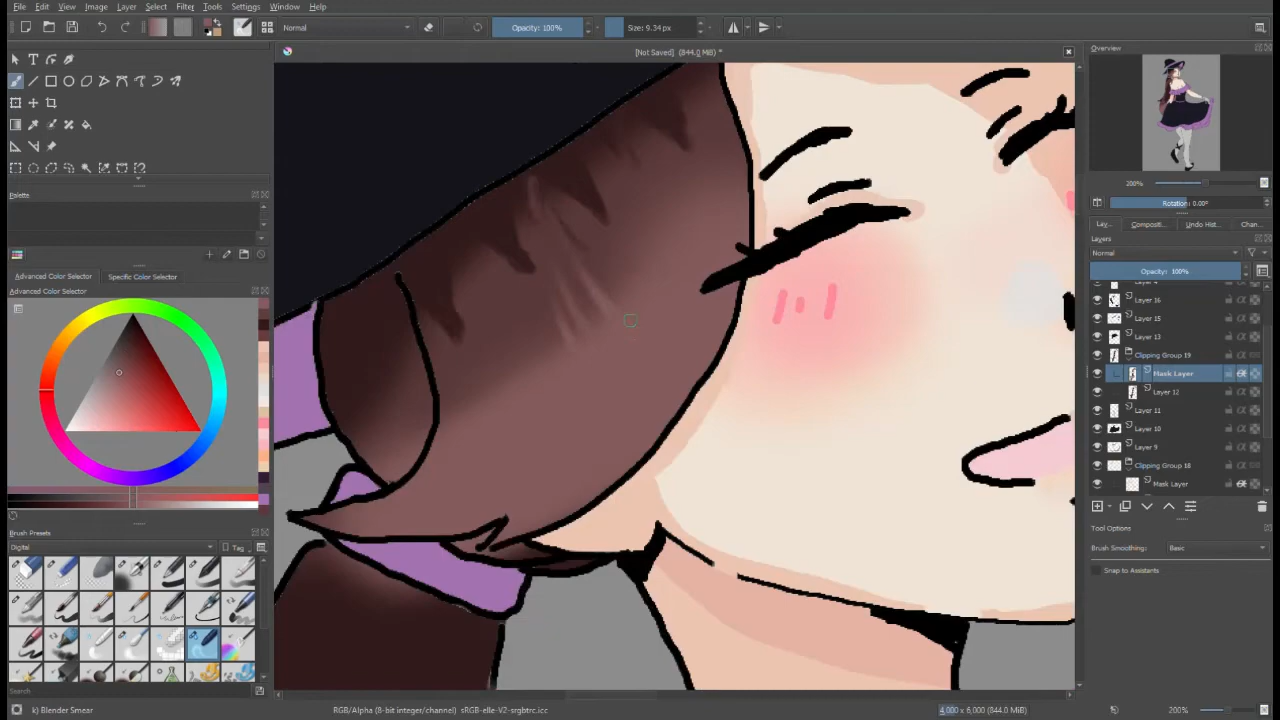 File Edit View Image Layer Select Filter Tools Settings Window Help
Normal Opacity: 100% Size: 9.34 px
[Not Saved] (844.0 MiB) *
Overview
200%
Rotation: 0.00°
Palette
Lay... Compositi... Undo Hist... Chan...
Layers
Normal
Opacity: 100%
Layer 16
Layer 15
Layer 13
Clipping Group 19
Mask Layer
Layer 12
Layer 11
Layer 10
Layer 9
Clipping Group 18
Mask Layer
Tool Options
Brush Smoothing: Basic
Snap to Assistants
Advanced Color Selector Specific Color Selector
Advanced Color Selector
Brush Presets
Digital Tag
Search
k) Blender Smear RGB/Alpha (8-bit integer/channel) sRGB-elle-V2-srgbtrc.icc 4,000 x 6,000 (844.0 MiB) 200%